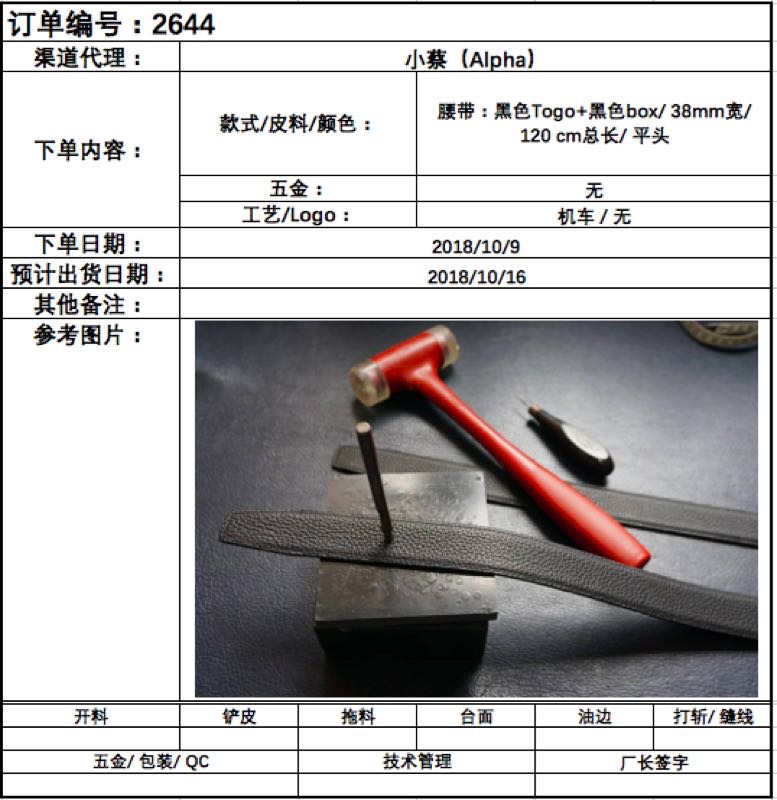 订单编号：2644
渠道代理：
小蔡（Alpha）
下单内容：
款式/皮料/颜色：
腰带：黑色Togo+黑色box/ 38mm宽/
120 cm总长/ 平头
五金：
无
工艺/Logo：
机车 / 无
下单日期：
2018/10/9
预计出货日期：
2018/10/16
其他备注：
参考图片：
开料
铲皮
拖料
台面
油边
打斩/ 缝线
五金/ 包装/ QC
技术管理
厂长签字